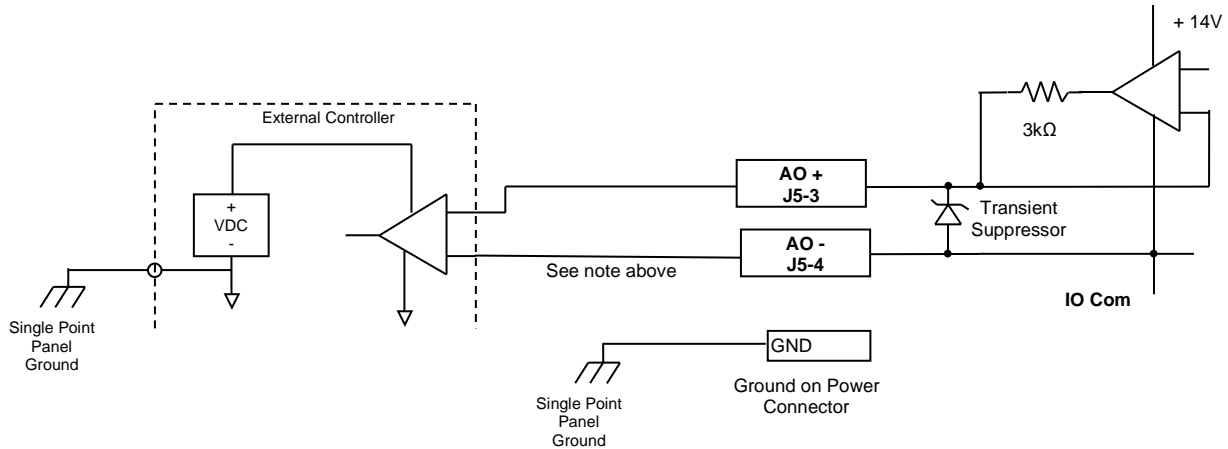 + 14V
External Controller
3kΩ
+
VDC
-
AO +
J5-3
Transient
Suppressor
AO -
J5-4
See note above
IO Com
Single Point
Panel
Ground
GND
Ground on Power
Connector
Single Point
Panel
Ground